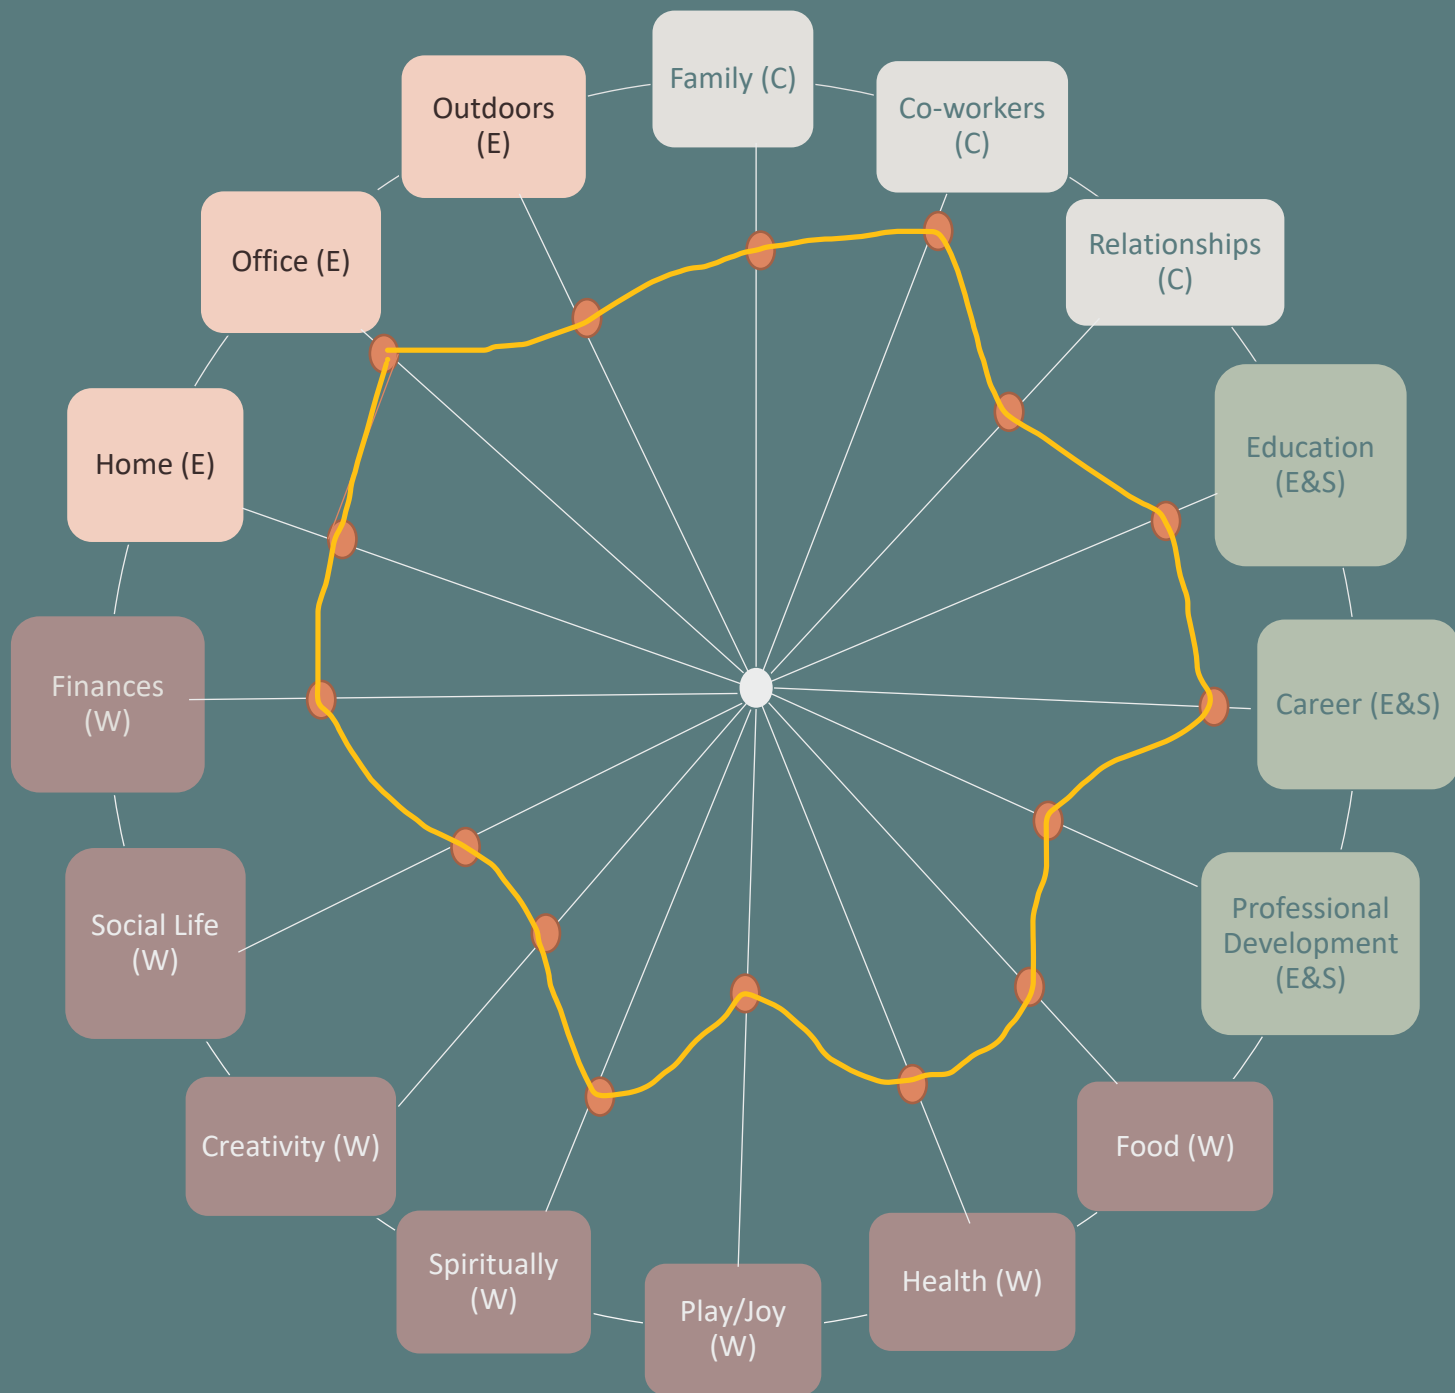 Family (C)
Co-workers
(C)
Relationships
(C)
Education
(E&S)
Career (E&S)
Professional
Development
(E&S)
Food (W)
Health (W)
Play/Joy
(W)
Spiritually
(W)
Creativity (W)
Social Life
(W)
Finances
(W)
Home (E)
Office (E)
Outdoors
(E)